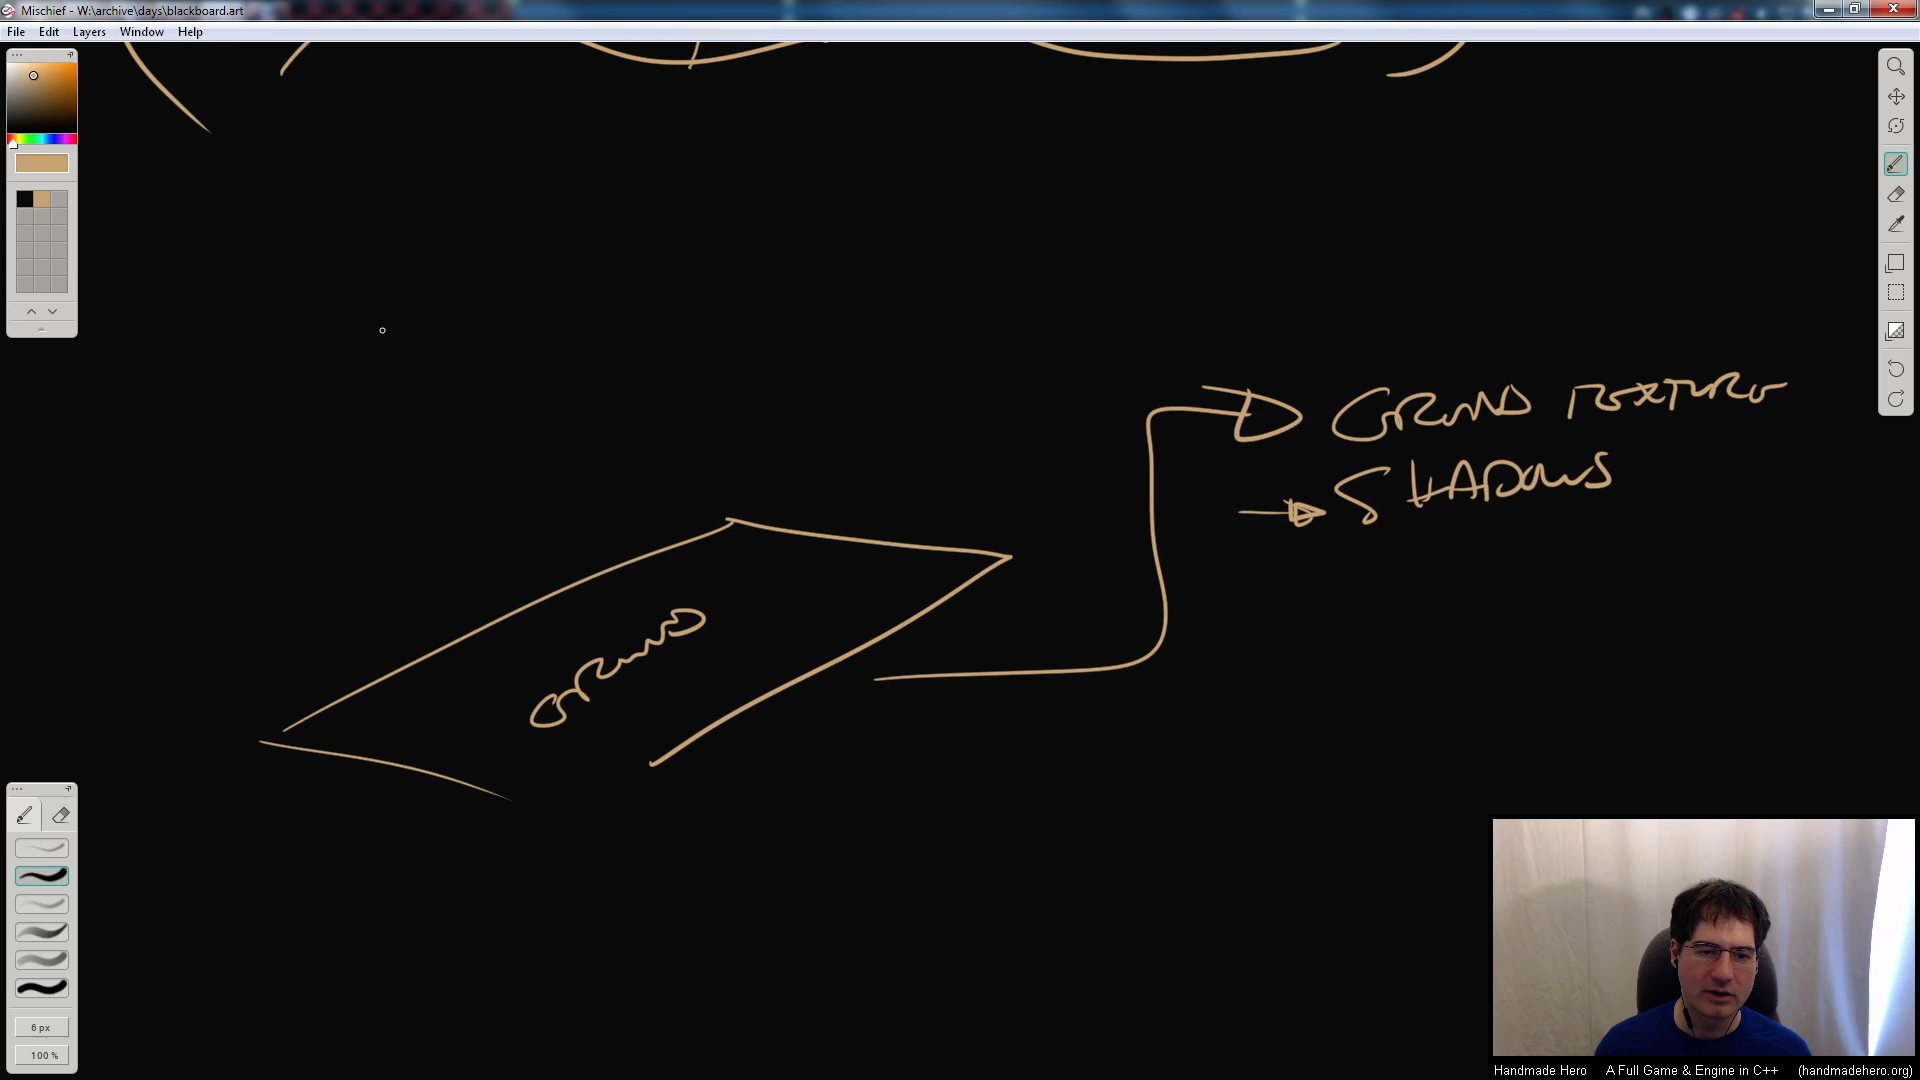 Mischief - W:\archive\days\blackboard.art
File Edit Layers Window Help
GROUND TEXTURE
SHADOWS
GROUND
6 px
100 %
Handmade Hero A Full Game & Engine in C++ (handmadehero.org)